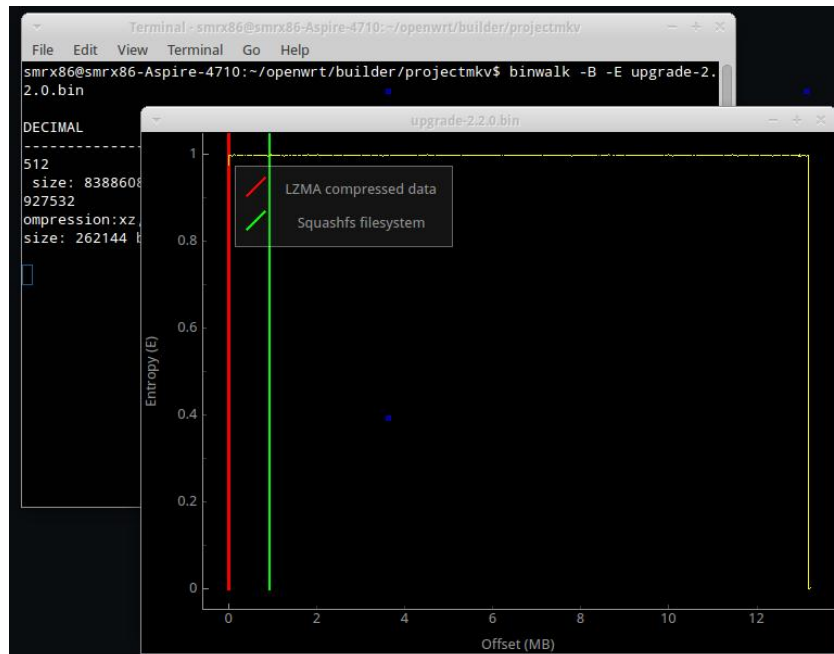 Terminal - smrx86@smrx86-Aspire-4710:~/openwrt/builder/projectmkv
File Edit View Terminal Go Help
smrx86@smrx86-Aspire-4710:~/openwrt/builder/projectmkv$ binwalk -B -E upgrade-2.
2.0.bin
DECIMAL
--------------
512
size: 8388608
927532
ompression:xz,
size: 262144 b
upgrade-2.2.0.bin
1
LZMA compressed data
Squashfs filesystem
0.8
0.6
Entropy (E)
0.4
0.2
0
0 2 4 6 8 10 12
Offset (MB)